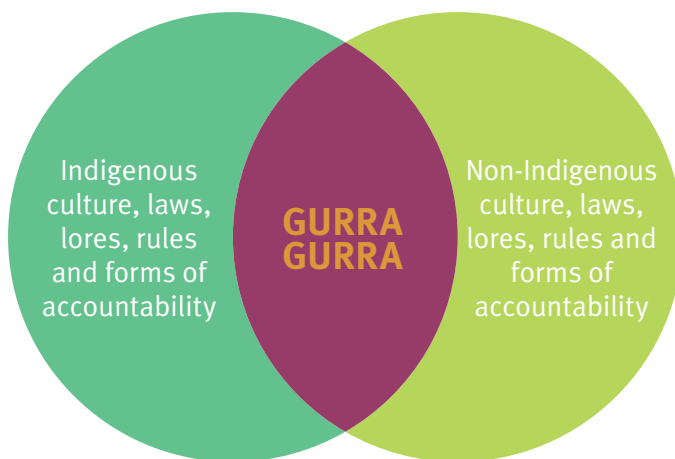 Indigenous
culture, laws,
lores, rules
and forms of
accountability
GURRA
GURRA
Non-Indigenous
culture, laws,
lores, rules and
forms of
accountability